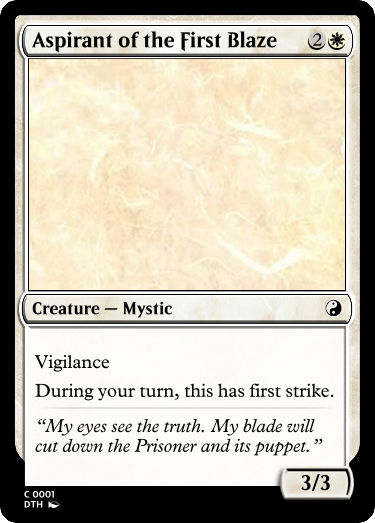 Aspirant of the First Blaze 2
Creature — Mystic
Vigilance
During your turn, this has first strike.
“My eyes see the truth. My blade will
cut down the Prisoner and its puppet.”
3/3
C 0001
DTH